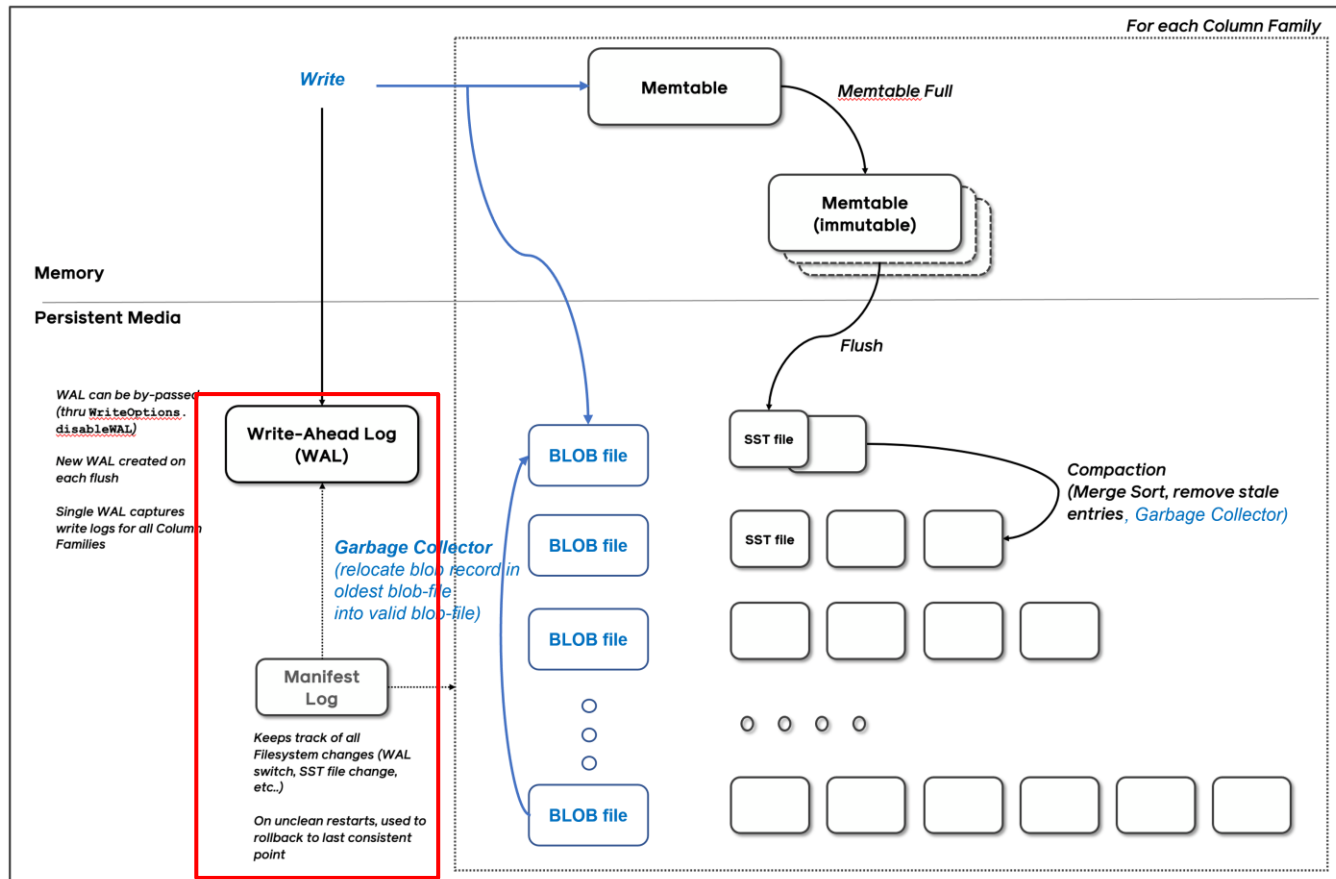 For each Column Family
Write
Memtable
Memtable Full
Memtable
(immutable)
Memory
Persistent Media
Flush
WAL can be by-passed
(thru WriteOptions.
disableWAL)
New WAL created on
each flush
Single WAL captures
write logs for all Column
Families
Write-Ahead Log
(WAL)
Garbage Collector
(relocate blob record in
oldest blob-file
into valid blob-file)
Manifest
Log
Keeps track of all
Filesystem changes (WAL
switch, SST file change,
etc..)
On unclean restarts, used to
rollback to last consistent
point
BLOB file
BLOB file
BLOB file
BLOB file
SST file
SST file
Compaction
(Merge Sort, remove stale
entries, Garbage Collector)